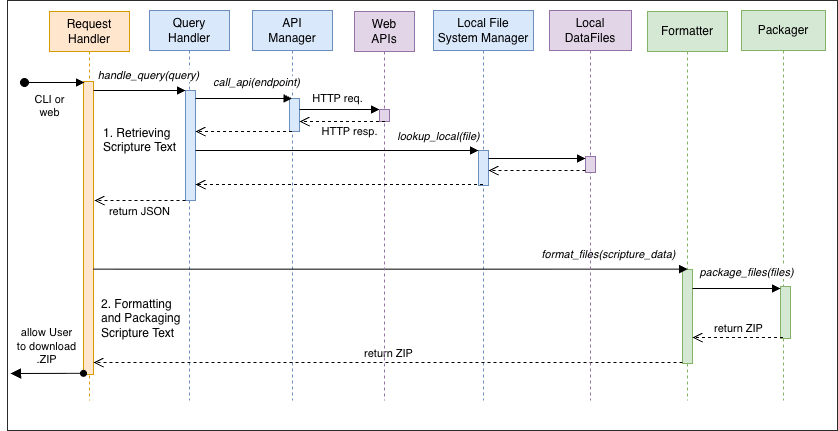 Request
Handler
Query
Handler
API
Manager
Web
APIs
Local File
System Manager
Local
DataFiles
Formatter
Packager
handle_query(query)
call_api(endpoint)
CLI or
web
HTTP req.
HTTP resp.
1. Retrieving
Scripture Text
lookup_local(file)
return JSON
format_files(scripture_data)
package_files(files)
2. Formatting
and Packaging
Scripture Text
allow User
to download
.ZIP
return ZIP
return ZIP